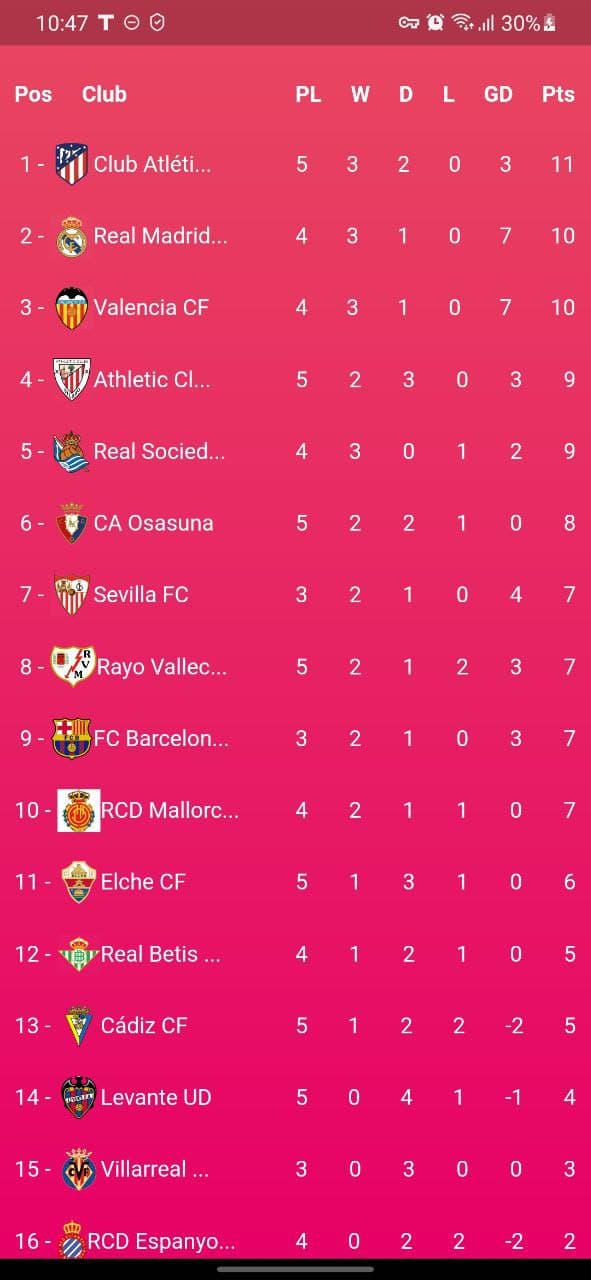 10:47 30%
Pos Club PL W D L GD Pts
1 - Club Atléti... 5 3 2 0 3 11
2 - Real Madrid... 4 3 1 0 7 10
3 - Valencia CF 4 3 1 0 7 10
4 - Athletic Cl... 5 2 3 0 3 9
5 - Real Socied... 4 3 0 1 2 9
6 - CA Osasuna 5 2 2 1 0 8
7 - Sevilla FC 3 2 1 0 4 7
8 - Rayo Vallec... 5 2 1 2 3 7
9 - FC Barcelon... 3 2 1 0 3 7
10 - RCD Mallorc... 4 2 1 1 0 7
11 - Elche CF 5 1 3 1 0 6
12 - Real Betis ... 4 1 2 1 0 5
13 - Cádiz CF 5 1 2 2 -2 5
14 - Levante UD 5 0 4 1 -1 4
15 - Villarreal ... 3 0 3 0 0 3
16 - RCD Espanyo... 4 0 2 2 -2 2